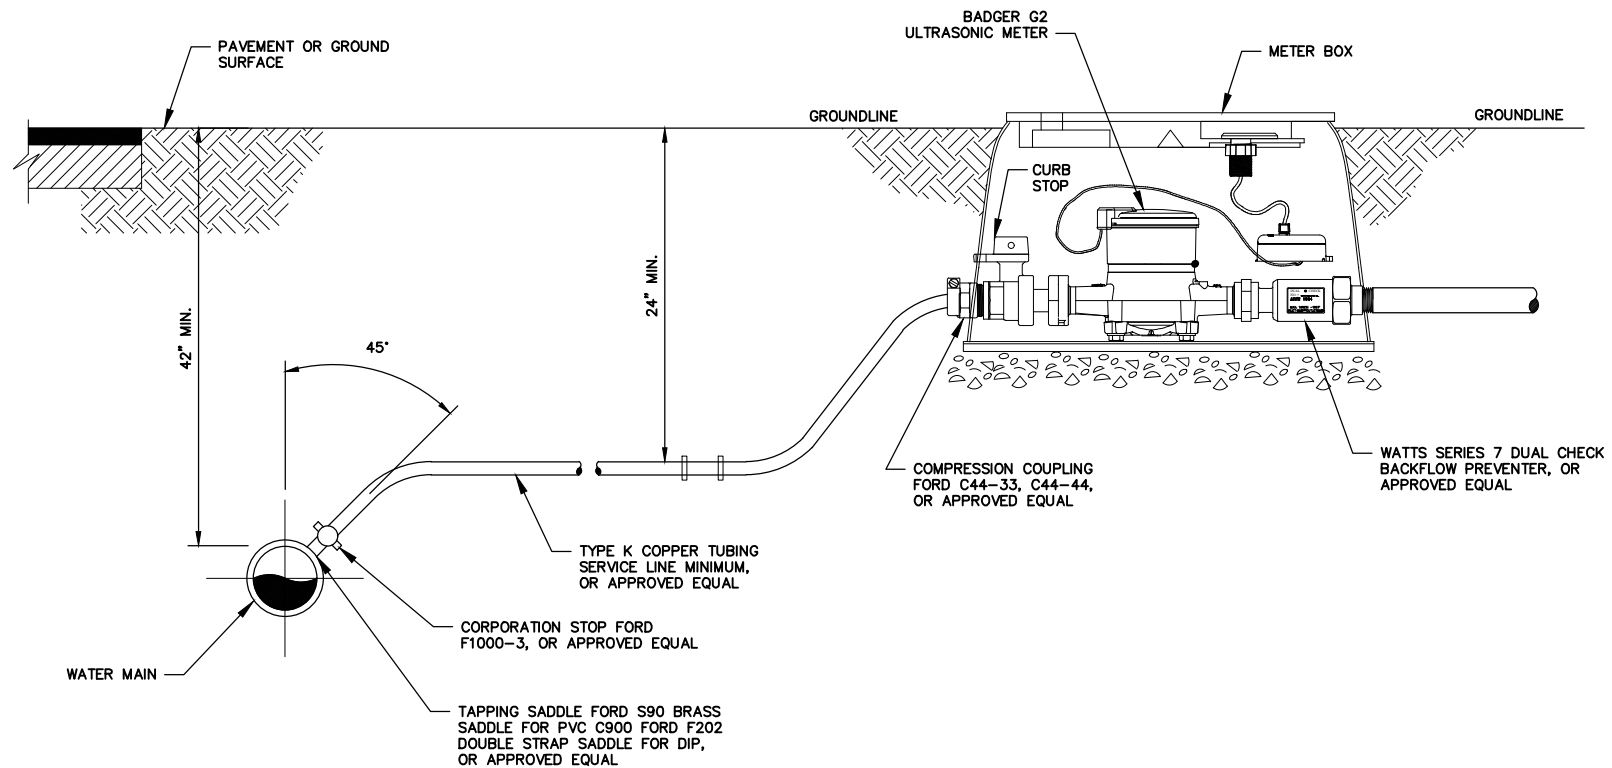 BADGER G2
ULTRASONIC METER
PAVEMENT OR GROUND
SURFACE
METER BOX
GROUNDLINE
GROUNDLINE
CURB
STOP
42" MIN.
24" MIN.
45°
WATTS SERIES 7 DUAL CHECK
BACKFLOW PREVENTER, OR
APPROVED EQUAL
COMPRESSION COUPLING
FORD C44-33, C44-44,
OR APPROVED EQUAL
TYPE K COPPER TUBING
SERVICE LINE MINIMUM,
OR APPROVED EQUAL
CORPORATION STOP FORD
F1000-3, OR APPROVED EQUAL
WATER MAIN
TAPPING SADDLE FORD S90 BRASS
SADDLE FOR PVC C900 FORD F202
DOUBLE STRAP SADDLE FOR DIP,
OR APPROVED EQUAL